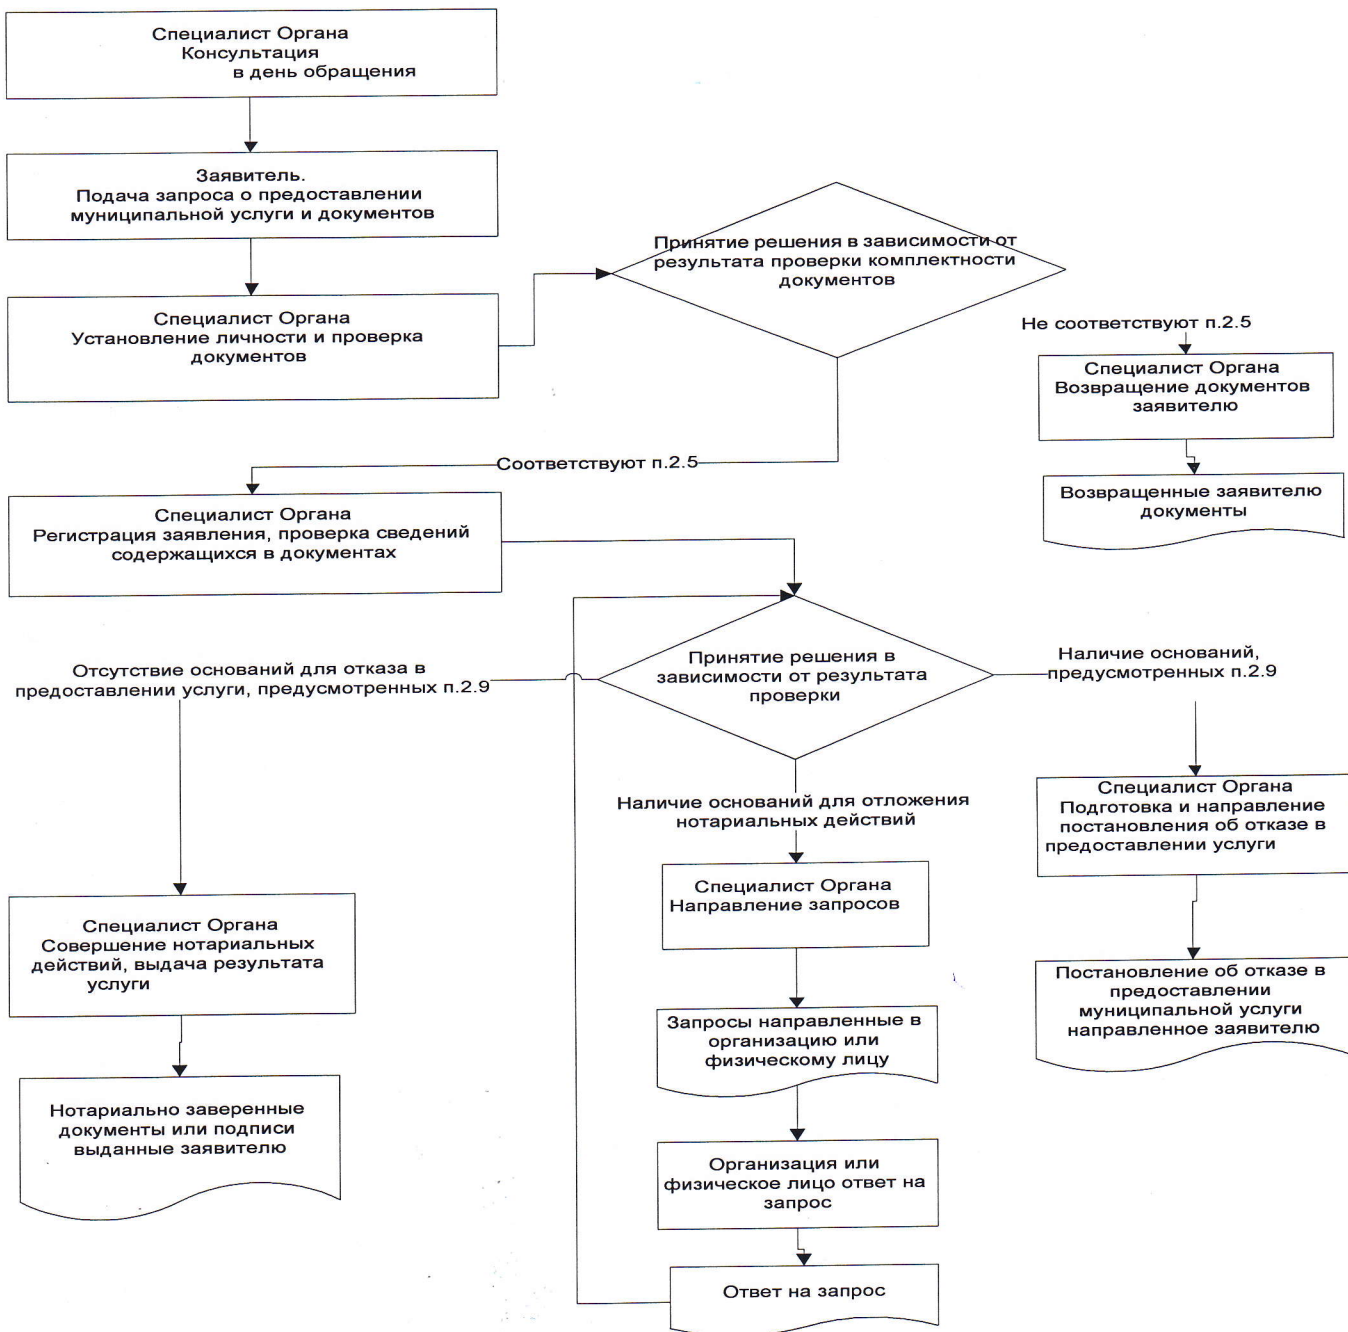 Специалист Органа
Консультация
в день обращения
Заявитель.
Подача запроса о предоставлении
муниципальной услуги и документов
Специалист Органа
Установление личности и проверка
документов
Принятие решения в зависимости от
результата проверки комплектности
документов
Не соответствуют п.2.5
Специалист Органа
Возвращение документов
заявителю
Возвращенные заявителю
документы
Соответствуют п.2.5
Специалист Органа
Регистрация заявления, проверка сведений
содержащихся в документах
Принятие решения в
зависимости от результата
проверки
Отсутствие оснований для отказа в
предоставлении услуги, предусмотренных п.2.9
Наличие оснований,
предусмотренных п.2.9
Наличие оснований для отложения
нотариальных действий
Специалист Органа
Подготовка и направление
постановления об отказе в
предоставлении услуги
Специалист Органа
Направление запросов
Специалист Органа
Совершение нотариальных
действий, выдача результата
услуги
Постановление об отказе в
предоставлении
муниципальной услуги
направленное заявителю
Запросы направленные в
организацию или
физическому лицу
Нотариально заверенные
документы или подписи
выданные заявителю
Организация или
физическое лицо ответ на
запрос
Ответ на запрос